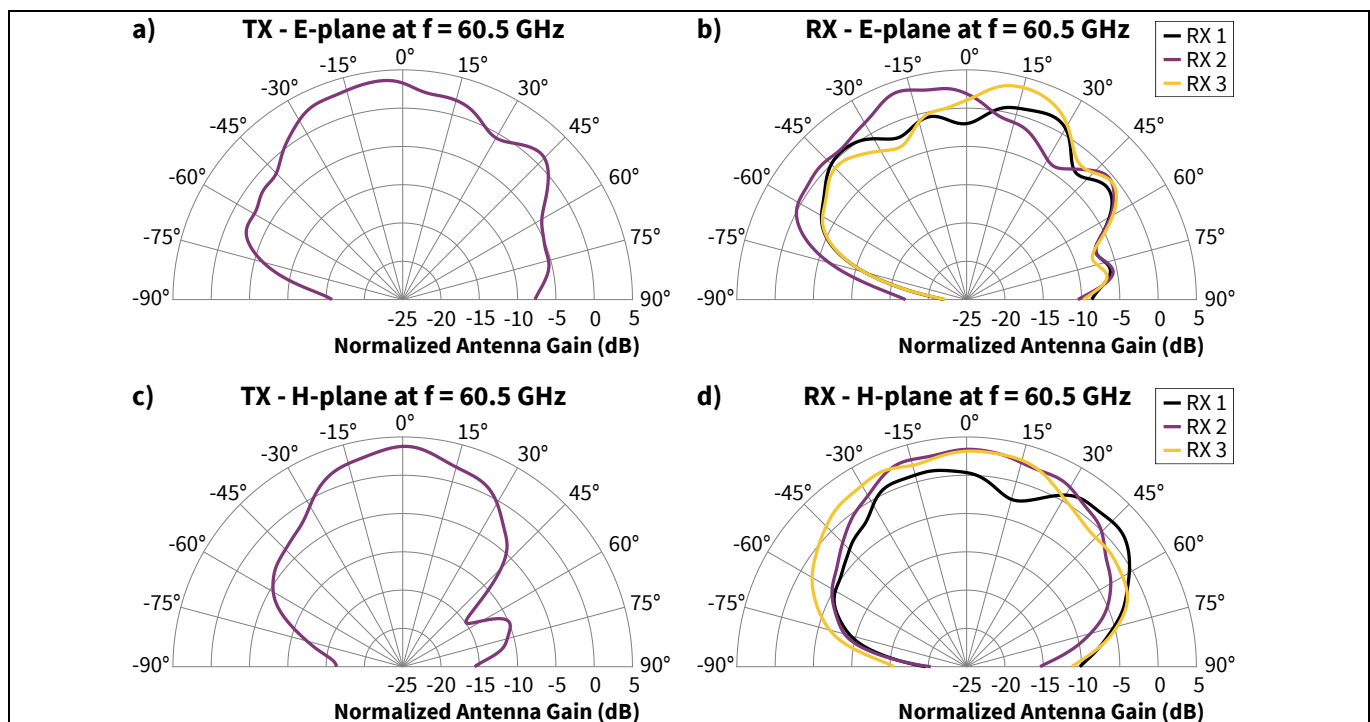 a) TX - E-plane at f = 60.5 GHz
0°
-15° 15°
-30° 30°
-45° 45°
-60° 60°
-75° 75°
-90° 90°
-25 -20 -15 -10 -5 0 5
Normalized Antenna Gain (dB)
b) RX - E-plane at f = 60.5 GHz
RX 1
RX 2
RX 3
0°
-15° 15°
-30° 30°
-45° 45°
-60° 60°
-75° 75°
-90° 90°
-25 -20 -15 -10 -5 0 5
Normalized Antenna Gain (dB)
c) TX - H-plane at f = 60.5 GHz
0°
-15° 15°
-30° 30°
-45° 45°
-60° 60°
-75° 75°
-90° 90°
-25 -20 -15 -10 -5 0 5
Normalized Antenna Gain (dB)
d) RX - H-plane at f = 60.5 GHz
RX 1
RX 2
RX 3
0°
-15° 15°
-30° 30°
-45° 45°
-60° 60°
-75° 75°
-90° 90°
-25 -20 -15 -10 -5 0 5
Normalized Antenna Gain (dB)